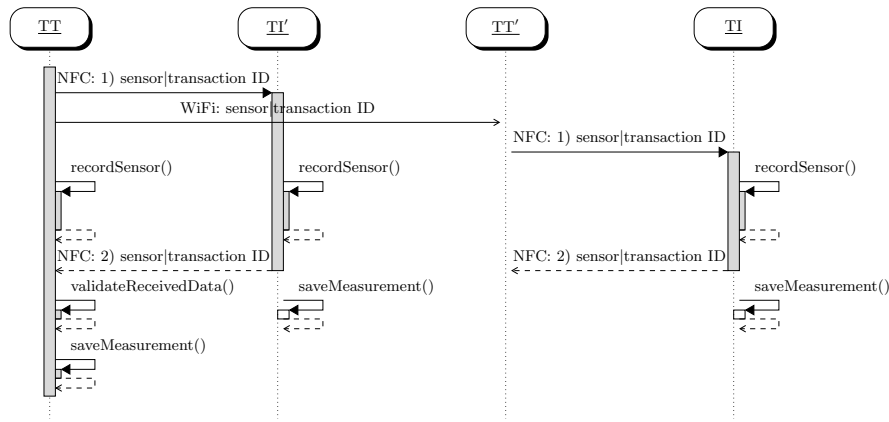 TT
TI′
TT′
TI
NFC: 1) sensor|transaction ID
WiFi: sensor|transaction ID
NFC: 1) sensor|transaction ID
recordSensor()
recordSensor()
recordSensor()
NFC: 2) sensor|transaction ID
NFC: 2) sensor|transaction ID
validateReceivedData()
saveMeasurement()
saveMeasurement()
saveMeasurement()